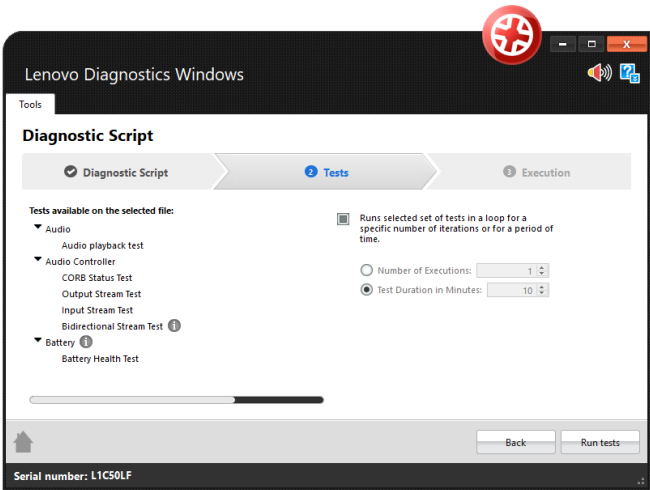 Lenovo Diagnostics Windows
Tools
Diagnostic Script
Diagnostic Script
2 Tests
3 Execution
Tests available on the selected file:
Audio
Audio playback test
Audio Controller
CORB Status Test
Output Stream Test
Input Stream Test
Bidirectional Stream Test
Battery
Battery Health Test
Runs selected set of tests in a loop for a
specific number of iterations or for a period of
time.
Number of Executions: 1
Test Duration in Minutes: 10
Back
Run tests
Serial number: L1C50LF